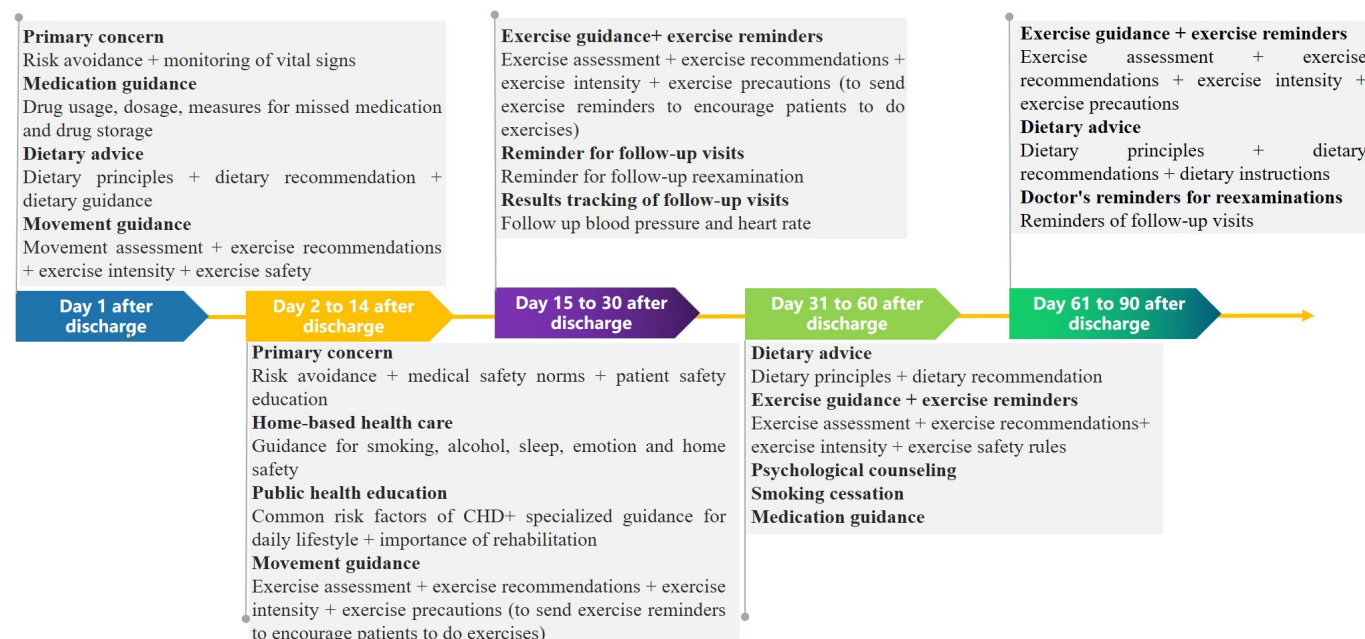 Primary concern
Risk avoidance + monitoring of vital signs
Medication guidance
Drug usage, dosage, measures for missed medication
and drug storage
Dietary advice
Dietary principles + dietary recommendation +
dietary guidance
Movement guidance
Movement assessment + exercise recommendations
+ exercise intensity + exercise safety
Exercise guidance+ exercise reminders
Exercise assessment + exercise recommendations +
exercise intensity + exercise precautions (to send
exercise reminders to encourage patients to do
exercises)
Reminder for follow-up visits
Reminder for follow-up reexamination
Results tracking of follow-up visits
Follow up blood pressure and heart rate
Exercise guidance + exercise reminders
Exercise assessment + exercise
recommendations + exercise intensity +
exercise precautions
Dietary advice
Dietary principles + dietary
recommendations + dietary instructions
Doctor's reminders for reexaminations
Reminders of follow-up visits
Day 1 after
discharge
Day 2 to 14 after
discharge
Day 15 to 30 after
discharge
Day 31 to 60 after
discharge
Day 61 to 90 after
discharge
Primary concern
Risk avoidance + medical safety norms + patient safety
education
Home-based health care
Guidance for smoking, alcohol, sleep, emotion and home
safety
Public health education
Common risk factors of CHD+ specialized guidance for
daily lifestyle + importance of rehabilitation
Movement guidance
Exercise assessment + exercise recommendations + exercise
intensity + exercise precautions (to send exercise reminders
to encourage patients to do exercises)
Dietary advice
Dietary principles + dietary recommendation
Exercise guidance + exercise reminders
Exercise assessment + exercise recommendations+
exercise intensity + exercise safety rules
Psychological counseling
Smoking cessation
Medication guidance